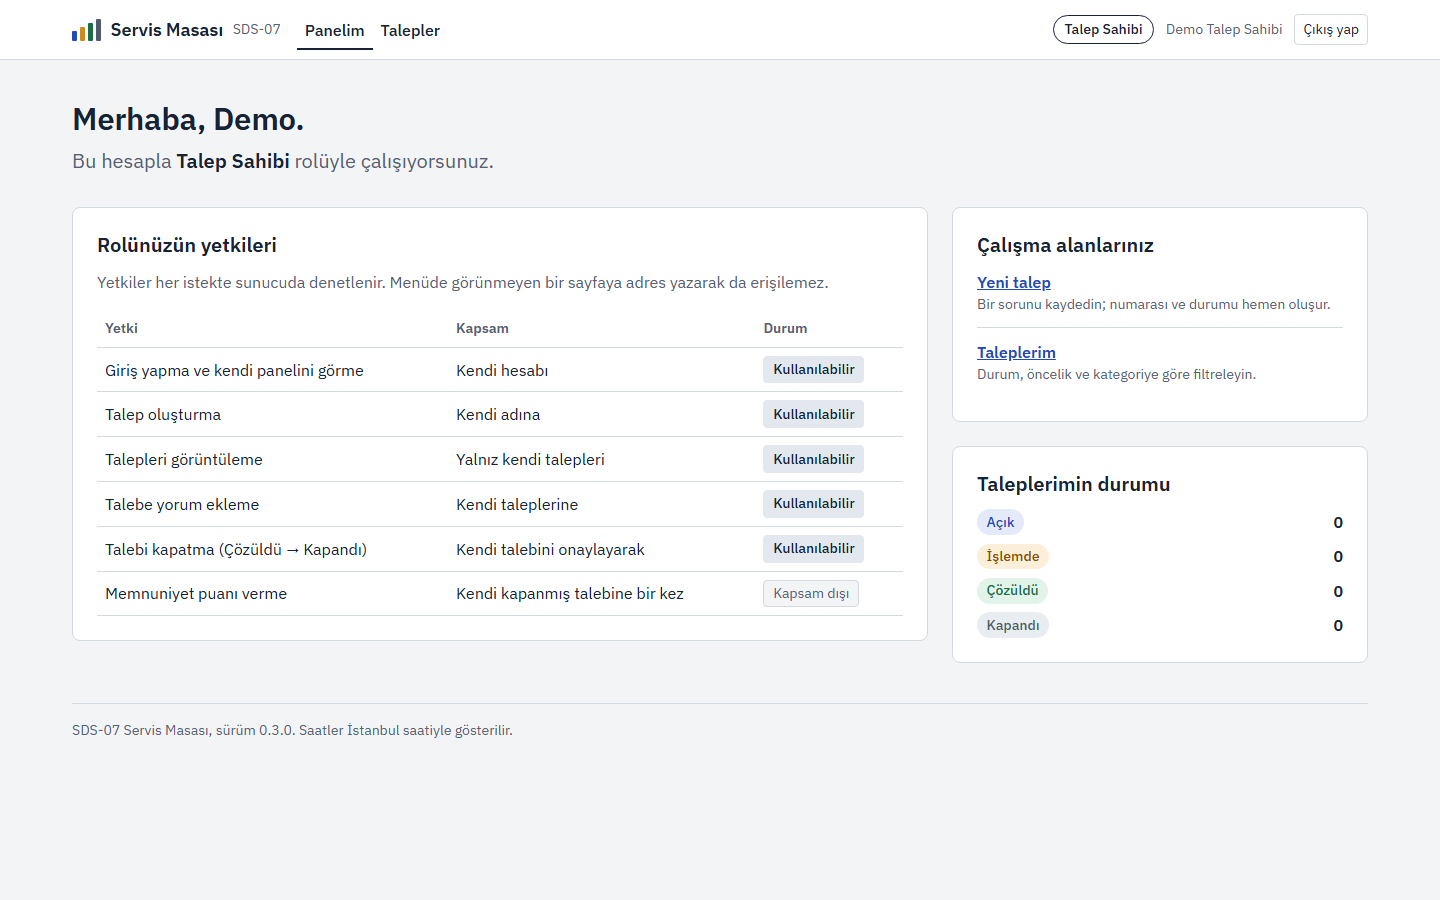 Servis Masası SDS-07 Panelim Talepler Talep Sahibi Demo Talep Sahibi Çıkış yap
Merhaba, Demo.
Bu hesapla Talep Sahibi rolüyle çalışıyorsunuz.
Rolünüzün yetkileri
Yetkiler her istekte sunucuda denetlenir. Menüde görünmeyen bir sayfaya adres yazarak da erişilemez.
Yetki Kapsam Durum
Giriş yapma ve kendi panelini görme Kendi hesabı Kullanılabilir
Talep oluşturma Kendi adına Kullanılabilir
Talepleri görüntüleme Yalnız kendi talepleri Kullanılabilir
Talebe yorum ekleme Kendi taleplerine Kullanılabilir
Talebi kapatma (Çözüldü → Kapandı) Kendi talebini onaylayarak Kullanılabilir
Memnuniyet puanı verme Kendi kapanmış talebine bir kez Kapsam dışı
Çalışma alanlarınız
Yeni talep
Bir sorunu kaydedin; numarası ve durumu hemen oluşur.
Taleplerim
Durum, öncelik ve kategoriye göre filtreleyin.
Taleplerimin durumu
Açık 0
İşlemde 0
Çözüldü 0
Kapandı 0
SDS-07 Servis Masası, sürüm 0.3.0. Saatler İstanbul saatiyle gösterilir.